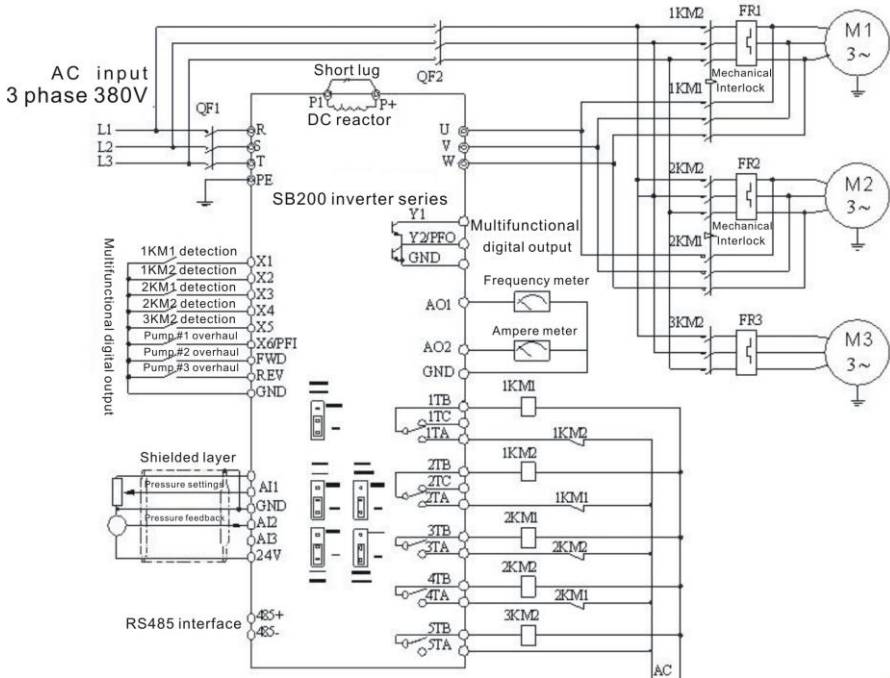 AC input
3 phase 380V
QF1
L1
L2
L3
Short lug
P1
P+
DC reactor
QF2
R
S
T
PE
U
V
W
SB200 inverter series
1KM2
FR1
M1
3~
Mechanical
Interlock
1KM1
2KM2
FR2
M2
3~
Mechanical
Interlock
2KM1
3KM2
FR3
M3
3~
Y1
Y2/PFO
GND
Multifunctional
digital output
Frequency meter
AO1
Ampere meter
AO2
GND
Multifunctional digital output
1KM1 detection
X1
1KM2 detection
X2
2KM1 detection
X3
2KM2 detection
X4
3KM2 detection
X5
Pump #1 overhaul
X6/PFI
Pump #2 overhaul
FWD
Pump #3 overhaul
REV
GND
Shielded layer
Pressure settings
AI1
GND
Pressure feedback
AI2
AI3
24V
RS485 interface
485+
485-
1TB
1KM1
1TC
1TA
1KM2
2TB
1KM2
2TC
2TA
1KM1
3TB
2KM1
3TA
2KM2
4TB
2KM2
4TA
2KM1
5TB
3KM2
5TA
AC